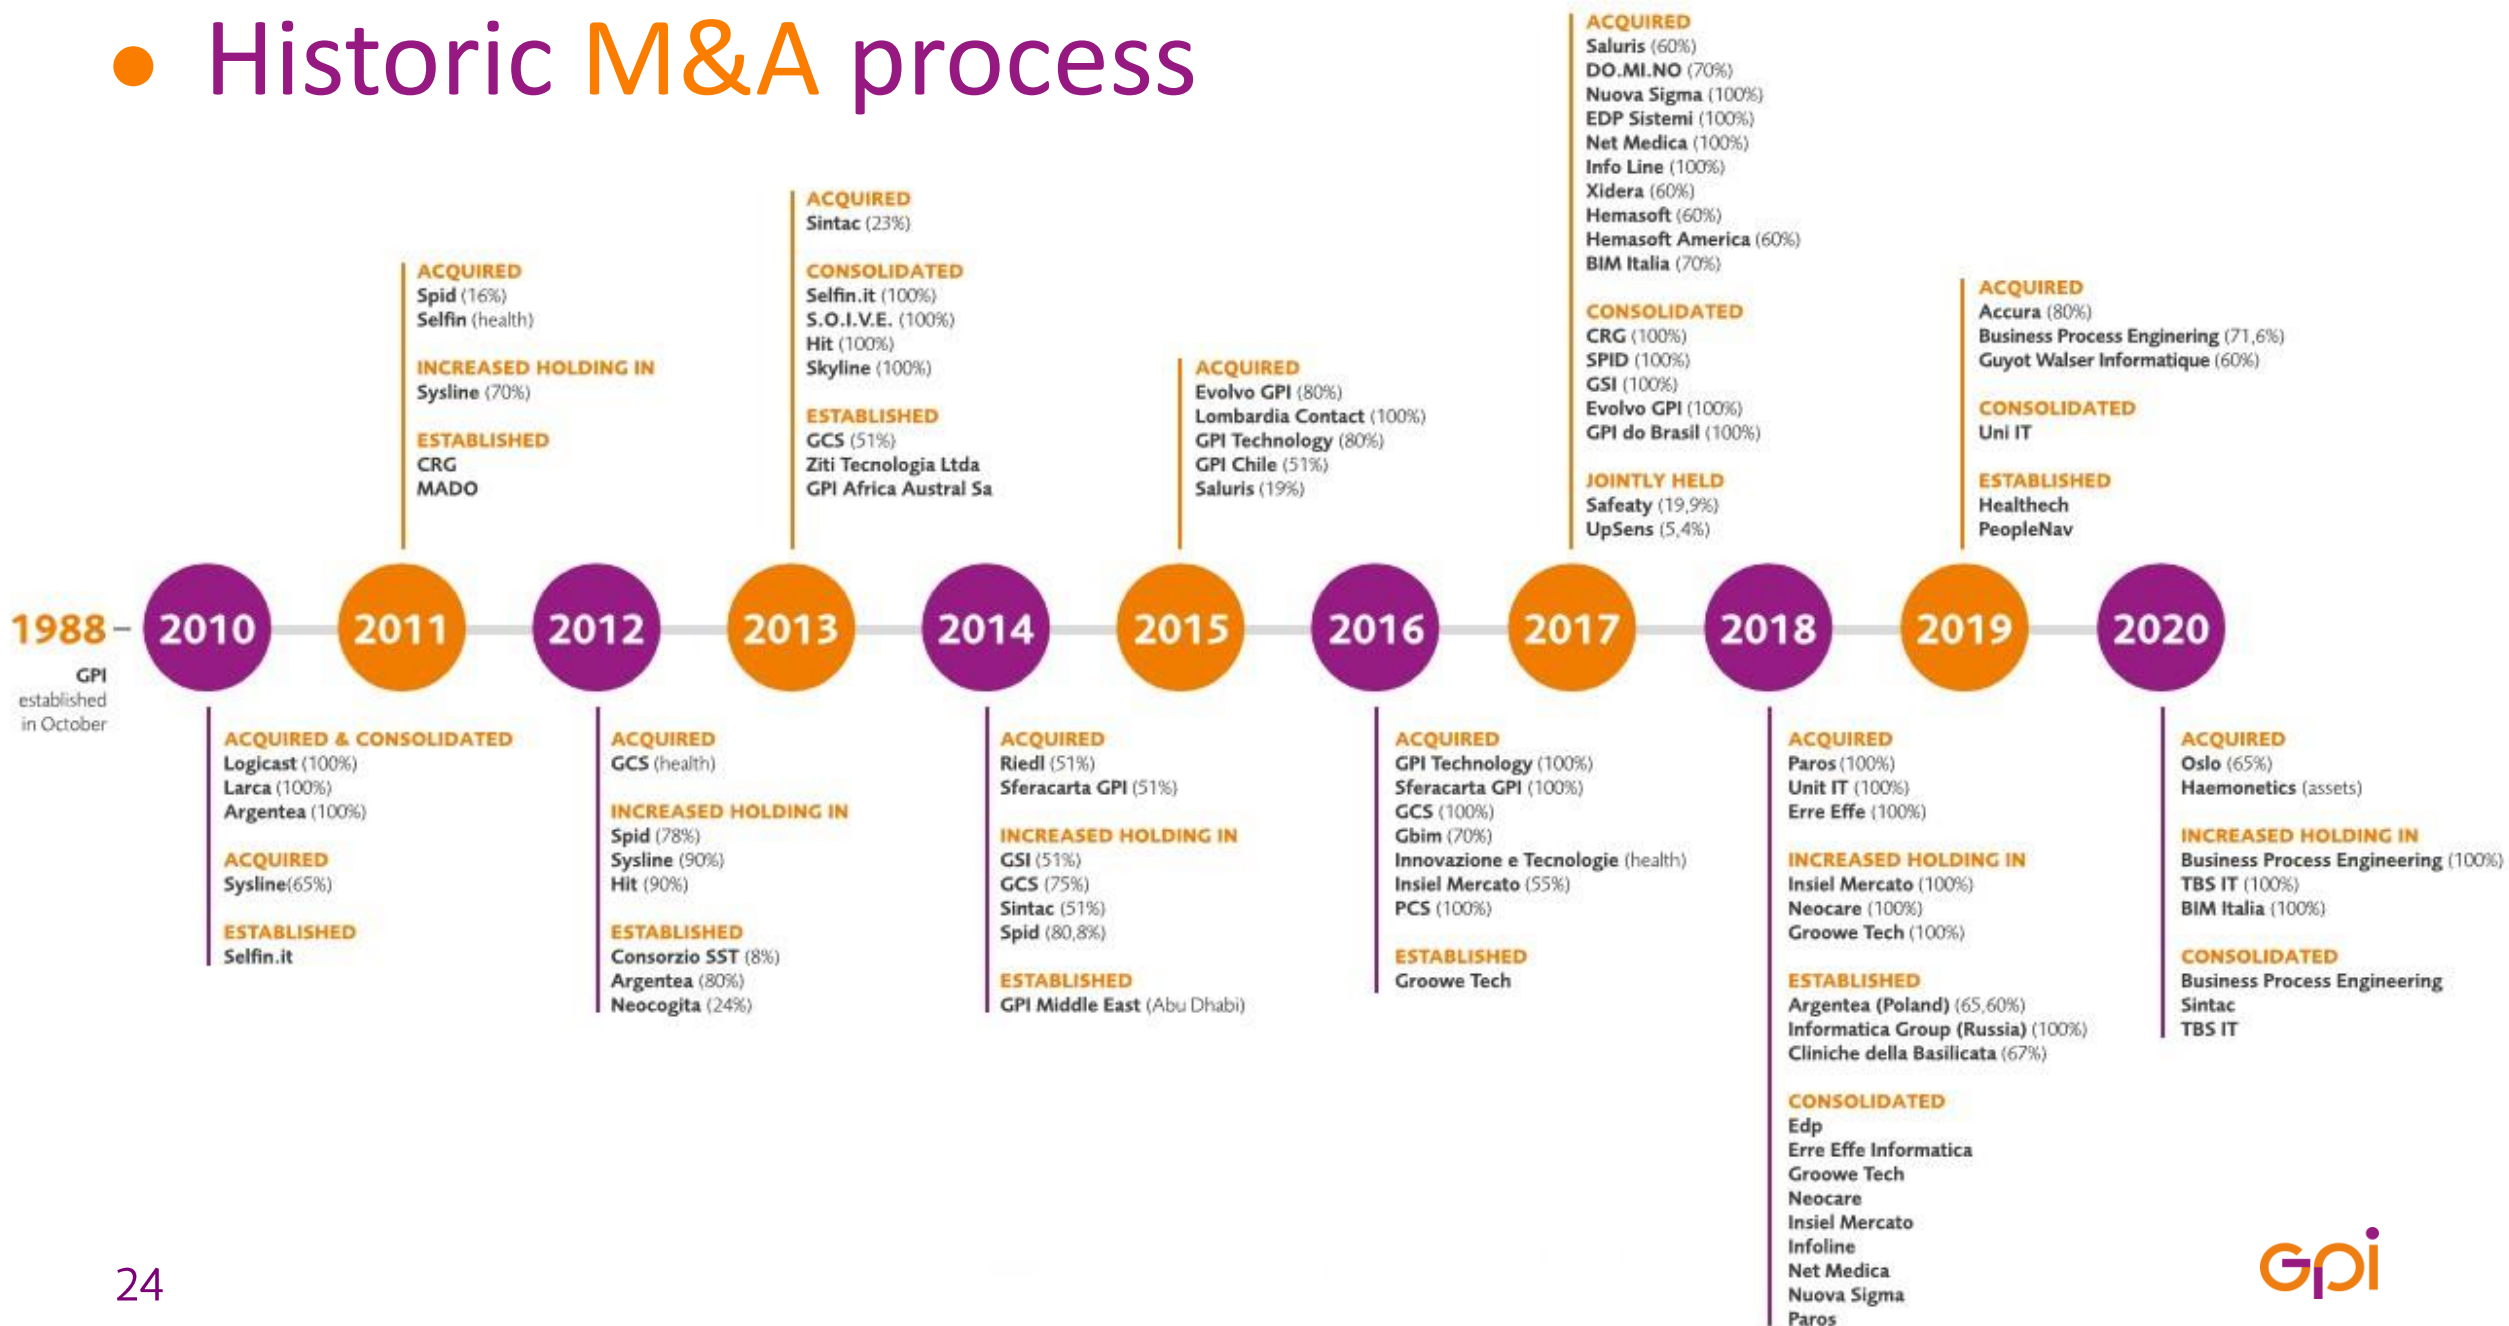 • Historic M&A process
1988
GPI
established
in October
2010
ACQUIRED & CONSOLIDATED
Logicast (100%)
Larca (100%)
Argentea (100%)
ACQUIRED
Sysline(65%)
ESTABLISHED
Selfin.it
2011
ACQUIRED
Spid (16%)
Selfin (health)
INCREASED HOLDING IN
Sysline (70%)
ESTABLISHED
CRG
MADO
2012
ACQUIRED
GCS (health)
INCREASED HOLDING IN
Spid (78%)
Sysline (90%)
Hit (90%)
ESTABLISHED
Consorzio SST (8%)
Argentea (80%)
Neocogita (24%)
2013
ACQUIRED
Sintac (23%)
CONSOLIDATED
Selfin.it (100%)
S.O.I.V.E. (100%)
Hit (100%)
Skyline (100%)
ESTABLISHED
GCS (51%)
Ziti Tecnologia Ltda
GPI Africa Austral Sa
2014
ACQUIRED
Riedl (51%)
Sferacarta GPI (51%)
INCREASED HOLDING IN
GSI (51%)
GCS (75%)
Sintac (51%)
Spid (80,8%)
ESTABLISHED
GPI Middle East (Abu Dhabi)
2015
ACQUIRED
Evolvo GPI (80%)
Lombardia Contact (100%)
GPI Technology (80%)
GPI Chile (51%)
Saluris (19%)
2016
ACQUIRED
GPI Technology (100%)
Sferacarta GPI (100%)
GCS (100%)
Gbim (70%)
Innovazione e Tecnologie (health)
Insiel Mercato (55%)
PCS (100%)
ESTABLISHED
Groowe Tech
2017
ACQUIRED
Saluris (60%)
DO.MI.NO (70%)
Nuova Sigma (100%)
EDP Sistemi (100%)
Net Medica (100%)
Info Line (100%)
Xidera (60%)
Hemasoft (60%)
Hemasoft America (60%)
BIM Italia (70%)
CONSOLIDATED
CRG (100%)
SPID (100%)
GSI (100%)
Evolvo GPI (100%)
GPI do Brasil (100%)
JOINTLY HELD
Safeaty (19,9%)
UpSens (5,4%)
2018
ACQUIRED
Paros (100%)
Unit IT (100%)
Erre Effe (100%)
INCREASED HOLDING IN
Insiel Mercato (100%)
Neocare (100%)
Groowe Tech (100%)
ESTABLISHED
Argentea (Poland) (65,60%)
Informatica Group (Russia) (100%)
Cliniche della Basilicata (67%)
CONSOLIDATED
Edp
Erre Effe Informatica
Groowe Tech
Neocare
Insiel Mercato
Infoline
Net Medica
Nuova Sigma
Paros
2019
ACQUIRED
Accura (80%)
Business Process Enginering (71,6%)
Guyot Walser Informatique (60%)
CONSOLIDATED
Uni IT
ESTABLISHED
Healthech
PeopleNav
2020
ACQUIRED
Oslo (65%)
Haemonetics (assets)
INCREASED HOLDING IN
Business Process Engineering (100%)
TBS IT (100%)
BIM Italia (100%)
CONSOLIDATED
Business Process Engineering
Sintac
TBS IT
24
Gpi